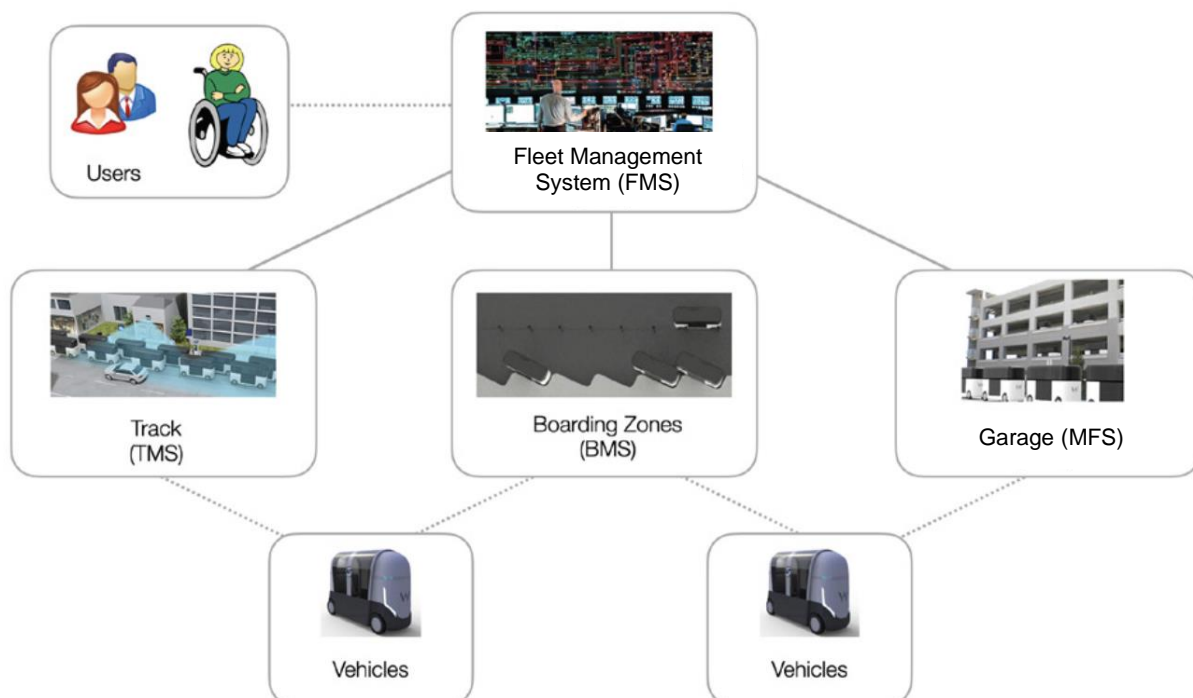 Users
Fleet Management
System (FMS)
Track
(TMS)
Boarding Zones
(BMS)
Garage (MFS)
Vehicles
Vehicles